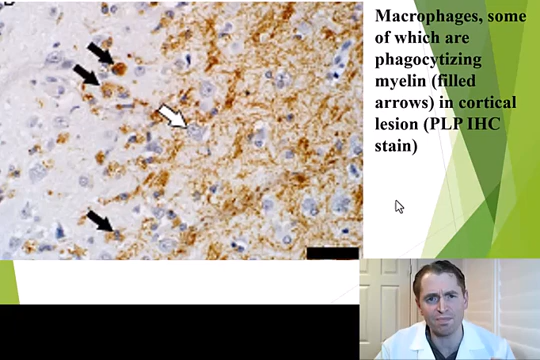 Macrophages, some
of which are
phagocytizing
myelin (filled
arrows) in cortical
lesion (PLP IHC
stain)